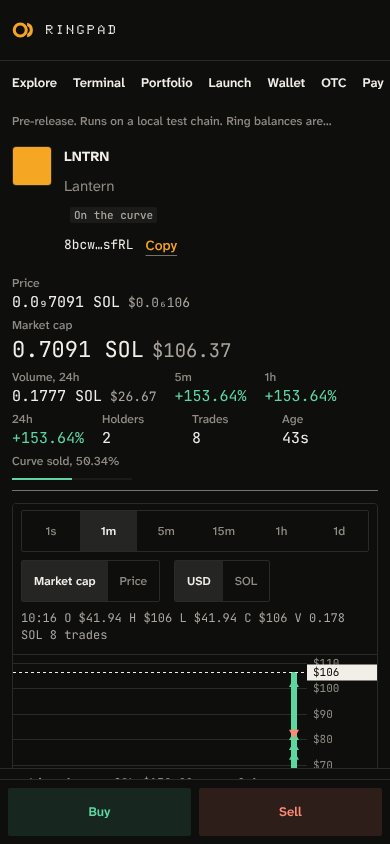 RINGPAD
Explore Terminal Portfolio Launch Wallet OTC Pay
Pre-release. Runs on a local test chain. Ring balances are…
LNTRN
Lantern
On the curve
8bcw…sfRL Copy
Price
0.0₉7091 SOL $0.0₆106
Market cap
0.7091 SOL $106.37
Volume, 24h 5m 1h
0.1777 SOL $26.67 +153.64% +153.64%
24h Holders Trades Age
+153.64% 2 8 43s
Curve sold, 50.34%
1s 1m 5m 15m 1h 1d
Market cap Price USD SOL
10:16 O $41.94 H $106 L $41.94 C $106 V 0.178
SOL 8 trades
$110
$106
$100
$90
$80
$70
Buy Sell